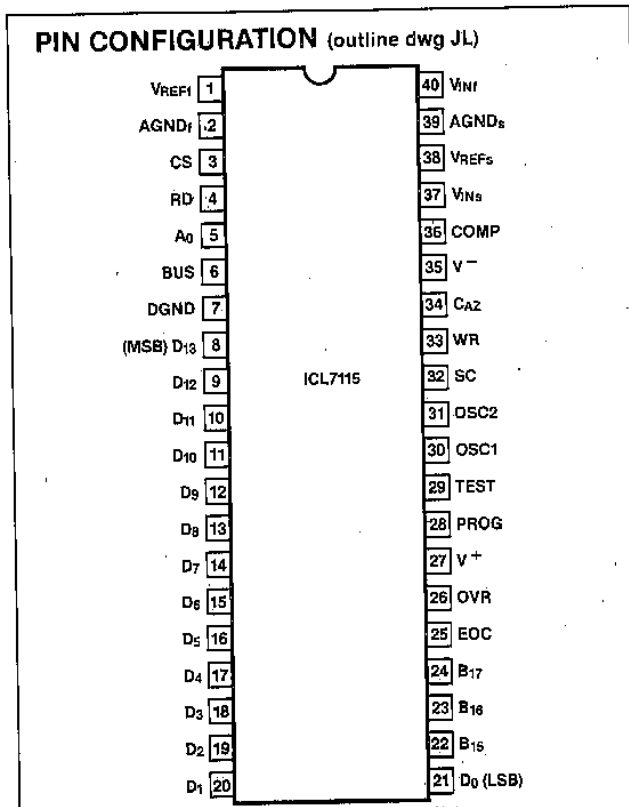 PIN CONFIGURATION (outline dwg JL)
VREFf 1
40 VINf
AGNDf 2
39 AGNDs
CS 3
38 VREFs
RD 4
37 VINs
A0 5
36 COMP
BUS 6
35 V−
DGND 7
34 CAZ
(MSB) D13 8
33 WR
D12 9
ICL7115
32 SC
D11 10
31 OSC2
D10 11
30 OSC1
D9 12
29 TEST
D8 13
28 PROG
D7 14
27 V+
D6 15
26 OVR
D5 16
25 EOC
D4 17
24 B17
D3 18
23 B16
D2 19
22 B15
D1 20
21 D0 (LSB)